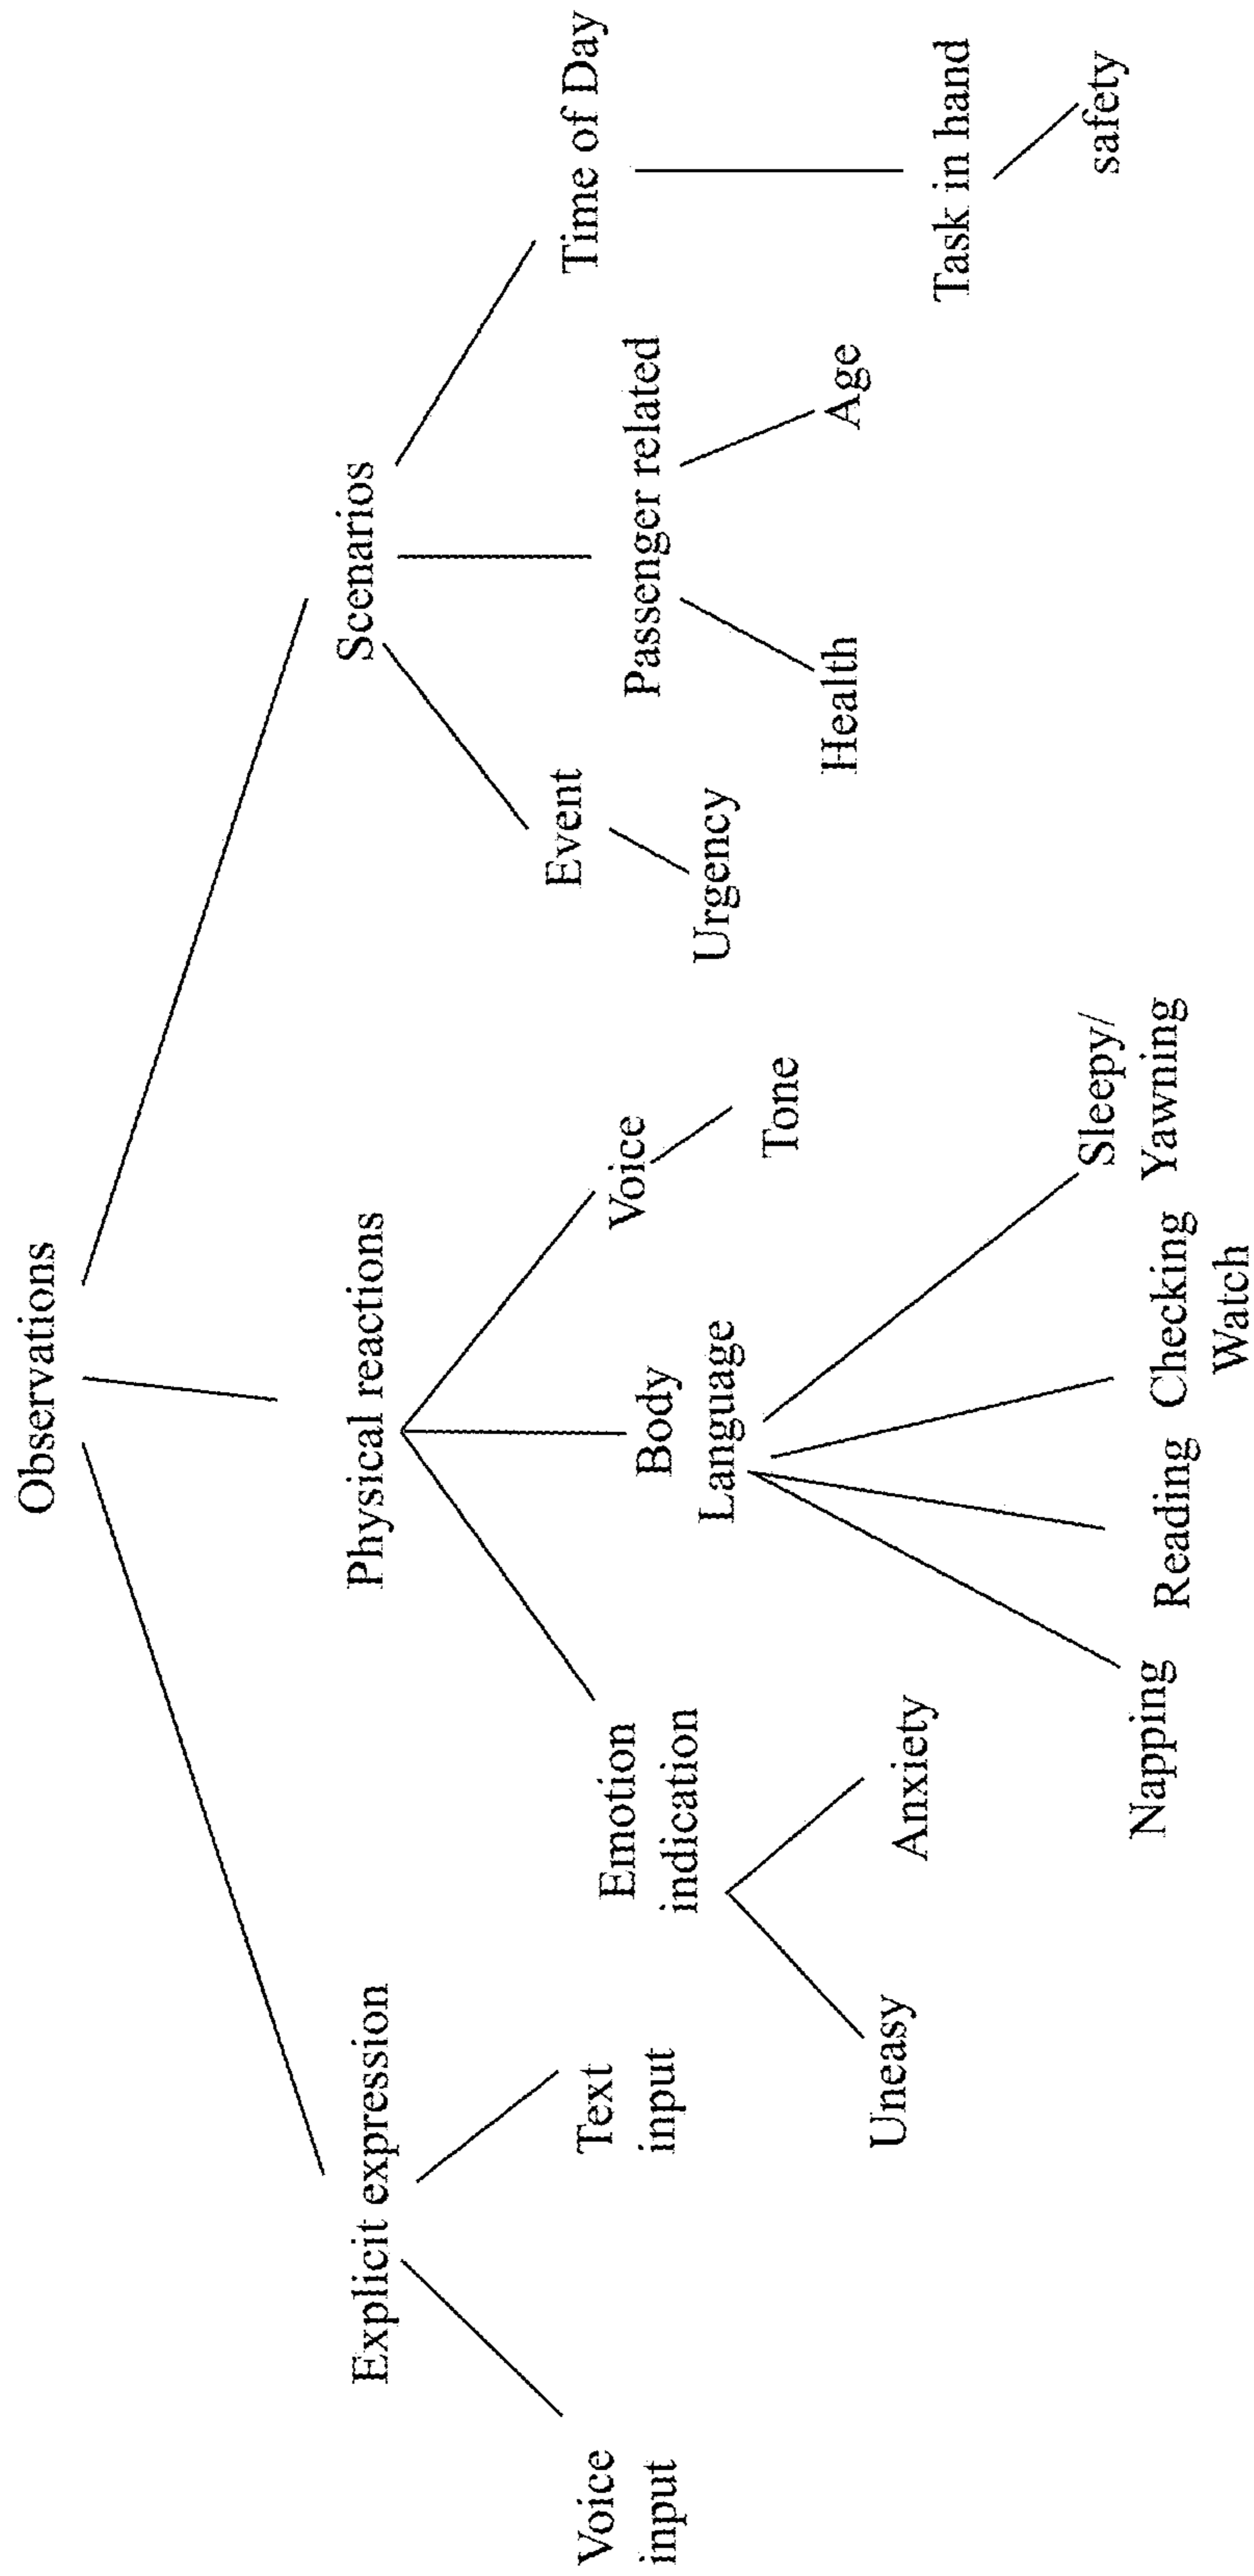 Observations
Explicit expression
Physical reactions
Scenarios
Voice
input
Text
input
Emotion
indication
Body
Language
Voice
Event
Passenger related
Time of Day
Uneasy
Anxiety
Tone
Urgency
Health
Age
Task in hand
Napping
Reading
Checking
Watch
Sleepy/
Yawning
safety